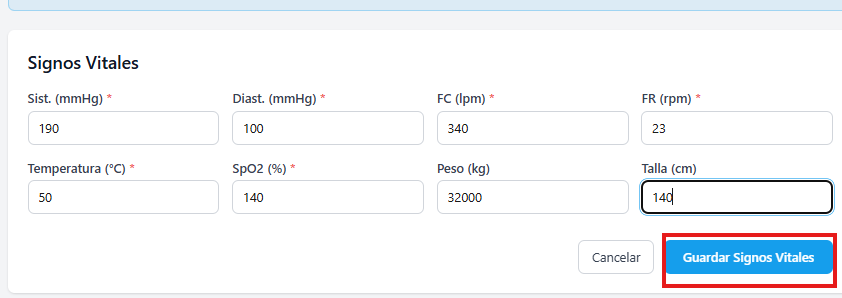 Signos Vitales
Sist. (mmHg) * Diast. (mmHg) * FC (lpm) * FR (rpm) *
190 100 340 23
Temperatura (°C) * SpO2 (%) * Peso (kg) Talla (cm)
50 140 32000 140
Cancelar Guardar Signos Vitales